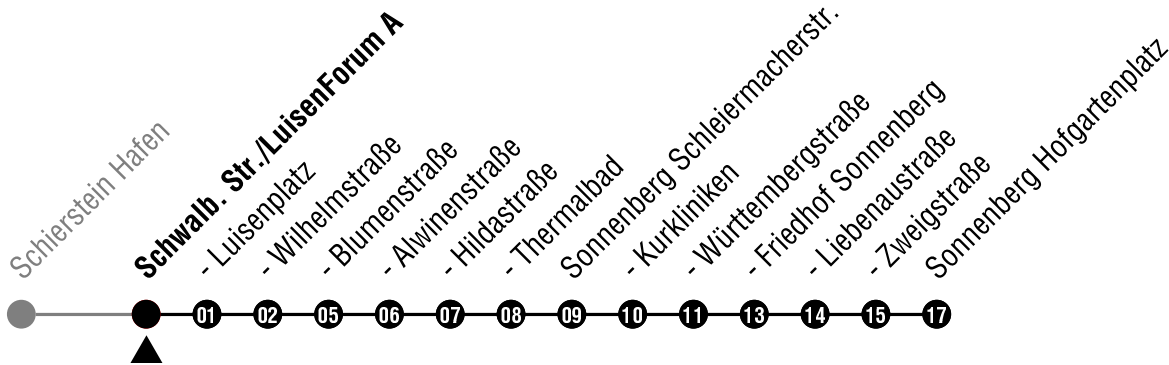 Schierstein Hafen
Schwalb. Str./LuisenForum A
- Luisenplatz
- Wilhelmstraße
- Blumenstraße
- Alwinenstraße
- Hildastraße
- Thermalbad
Sonnenberg Schleiermacherstr.
- Kurkliniken
- Württembergstraße
- Friedhof Sonnenberg
- Liebenaustraße
- Zweigstraße
Sonnenberg Hofgartenplatz
01 02 05 06 07 08 09 10 11 13 14 15 17